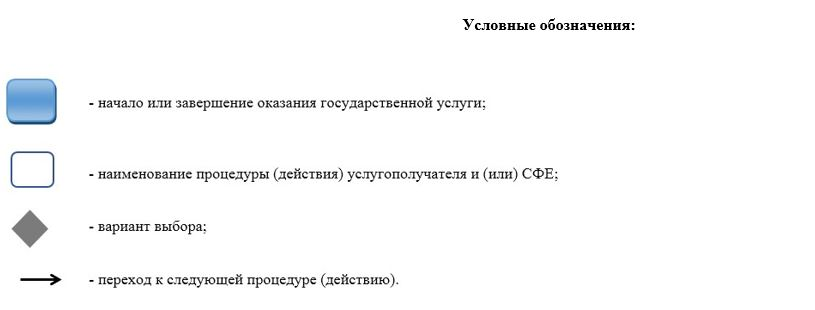 Условные обозначения:
- начало или завершение оказания государственной услуги;
- наименование процедуры (действия) услугополучателя и (или) СФЕ;
- вариант выбора;
- переход к следующей процедуре (действию).